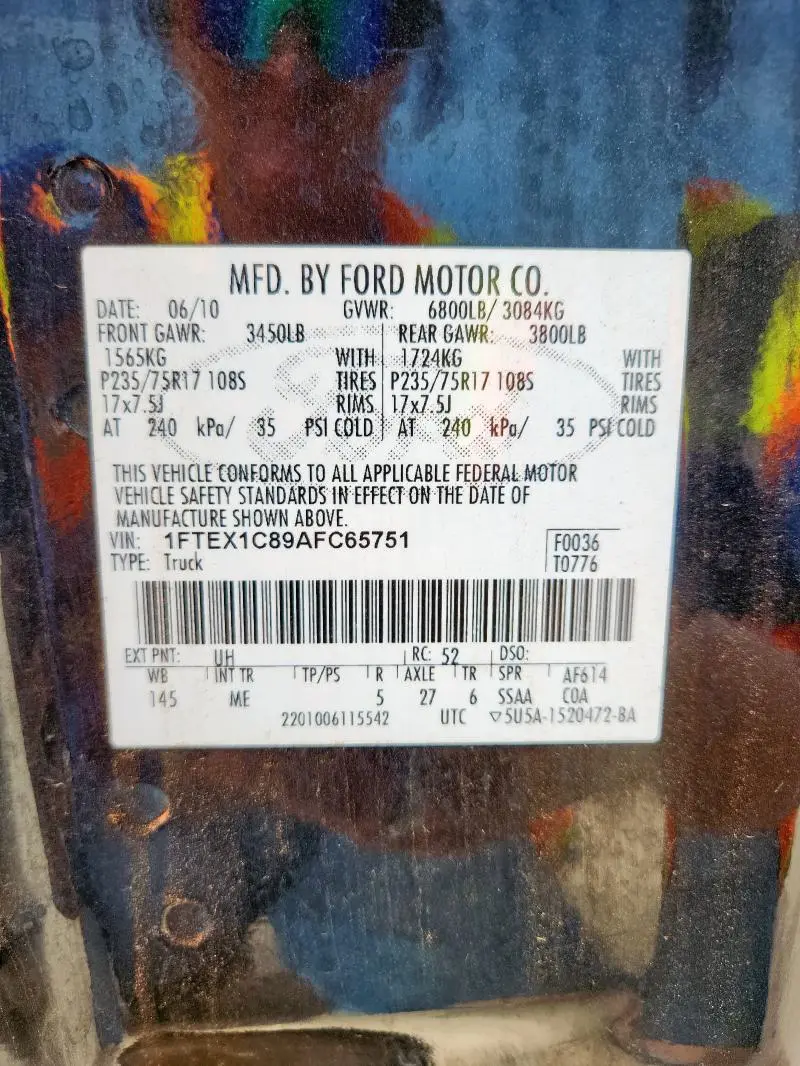 MFD. BY FORD MOTOR CO.
DATE: 06/10 GVWR: 6800LB/ 3084KG
FRONT GAWR: 3450LB REAR GAWR: 3800LB
1565KG WITH 1724KG WITH
P235/75R17 108S TIRES P235/75R17 108S TIRES
17x7.5J RIMS 17x7.5J RIMS
AT 240 kPa/ 35 PSI COLD AT 240 kPa/ 35 PSI COLD
THIS VEHICLE CONFORMS TO ALL APPLICABLE FEDERAL MOTOR
VEHICLE SAFETY STANDARDS IN EFFECT ON THE DATE OF
MANUFACTURE SHOWN ABOVE.
VIN: 1FTEX1C89AFC65751 F0036
TYPE: Truck T0776
EXT PNT: UH RC: 52 DSO:
WB INT TR TP/PS R AXLE TR SPR AF614
145 ME 5 27 6 SSAA COA
2201006115542 UTC ▽5U5A-1520472-BA